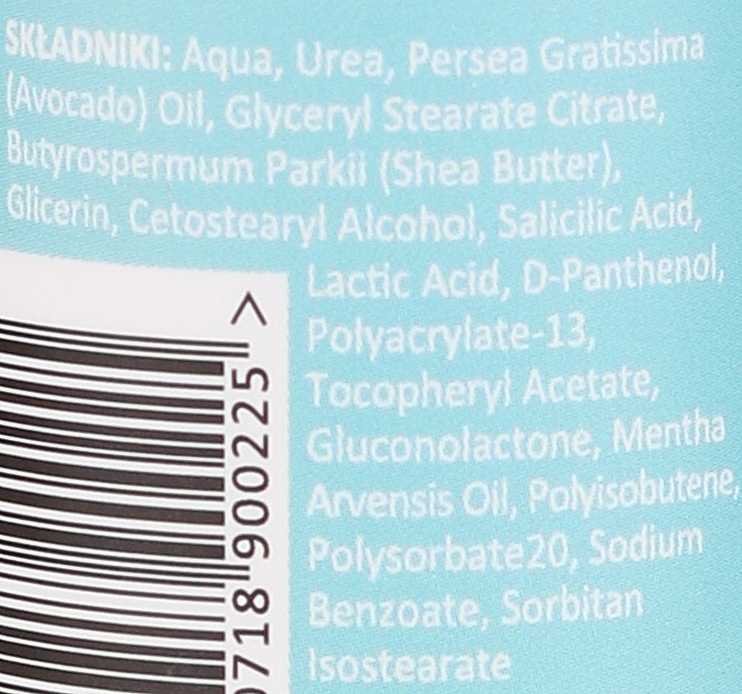 SKŁADNIKI: Aqua, Urea, Persea Gratissima
(Avocado) Oil, Glyceryl Stearate Citrate,
Butyrospermum Parkii (Shea Butter),
Glicerin, Cetostearyl Alcohol, Salicilic Acid,
Lactic Acid, D-Panthenol,
Polyacrylate-13,
Tocopheryl Acetate,
Gluconolactone, Mentha
Arvensis Oil, Polyisobutene,
Polysorbate20, Sodium
Benzoate, Sorbitan
Isostearate
718 900225 >